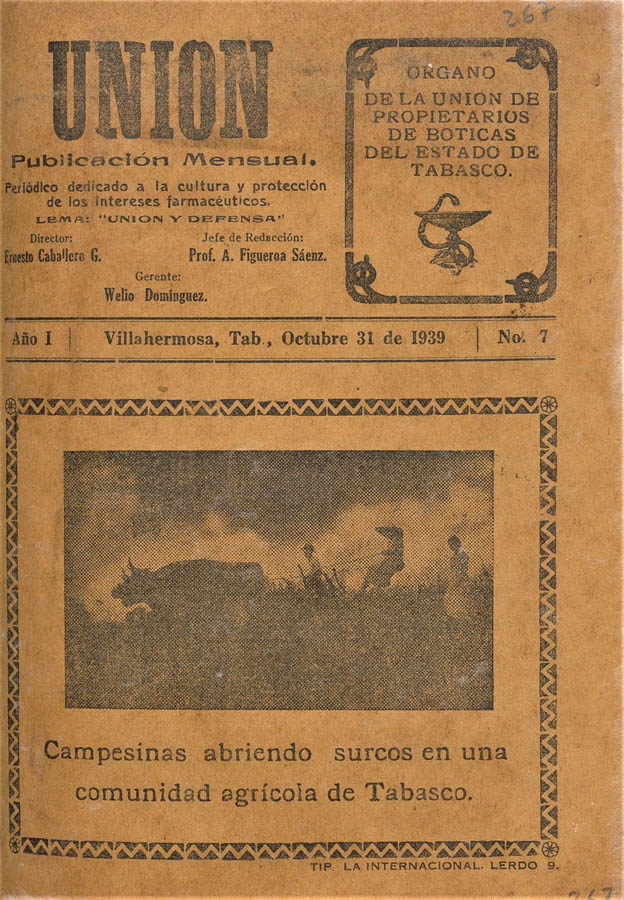 267
UNION
Publicación Mensual.
Periódico dedicado a la cultura y protección
de los intereses farmacéuticos.
LEMA: "UNION Y DEFENSA"
Director:
Ernesto Caballero G.
Jefe de Redacción:
Prof. A. Figueroa Sáenz.
Gerente:
Welio Domínguez.
ORGANO
DE LA UNION DE
PROPIETARIOS
DE BOTICAS
DEL ESTADO DE
TABASCO.
Año I | Villahermosa, Tab., Octubre 31 de 1939 | No. 7
Campesinas abriendo surcos en una
comunidad agrícola de Tabasco.
TIP. LA INTERNACIONAL. LERDO 9.
267